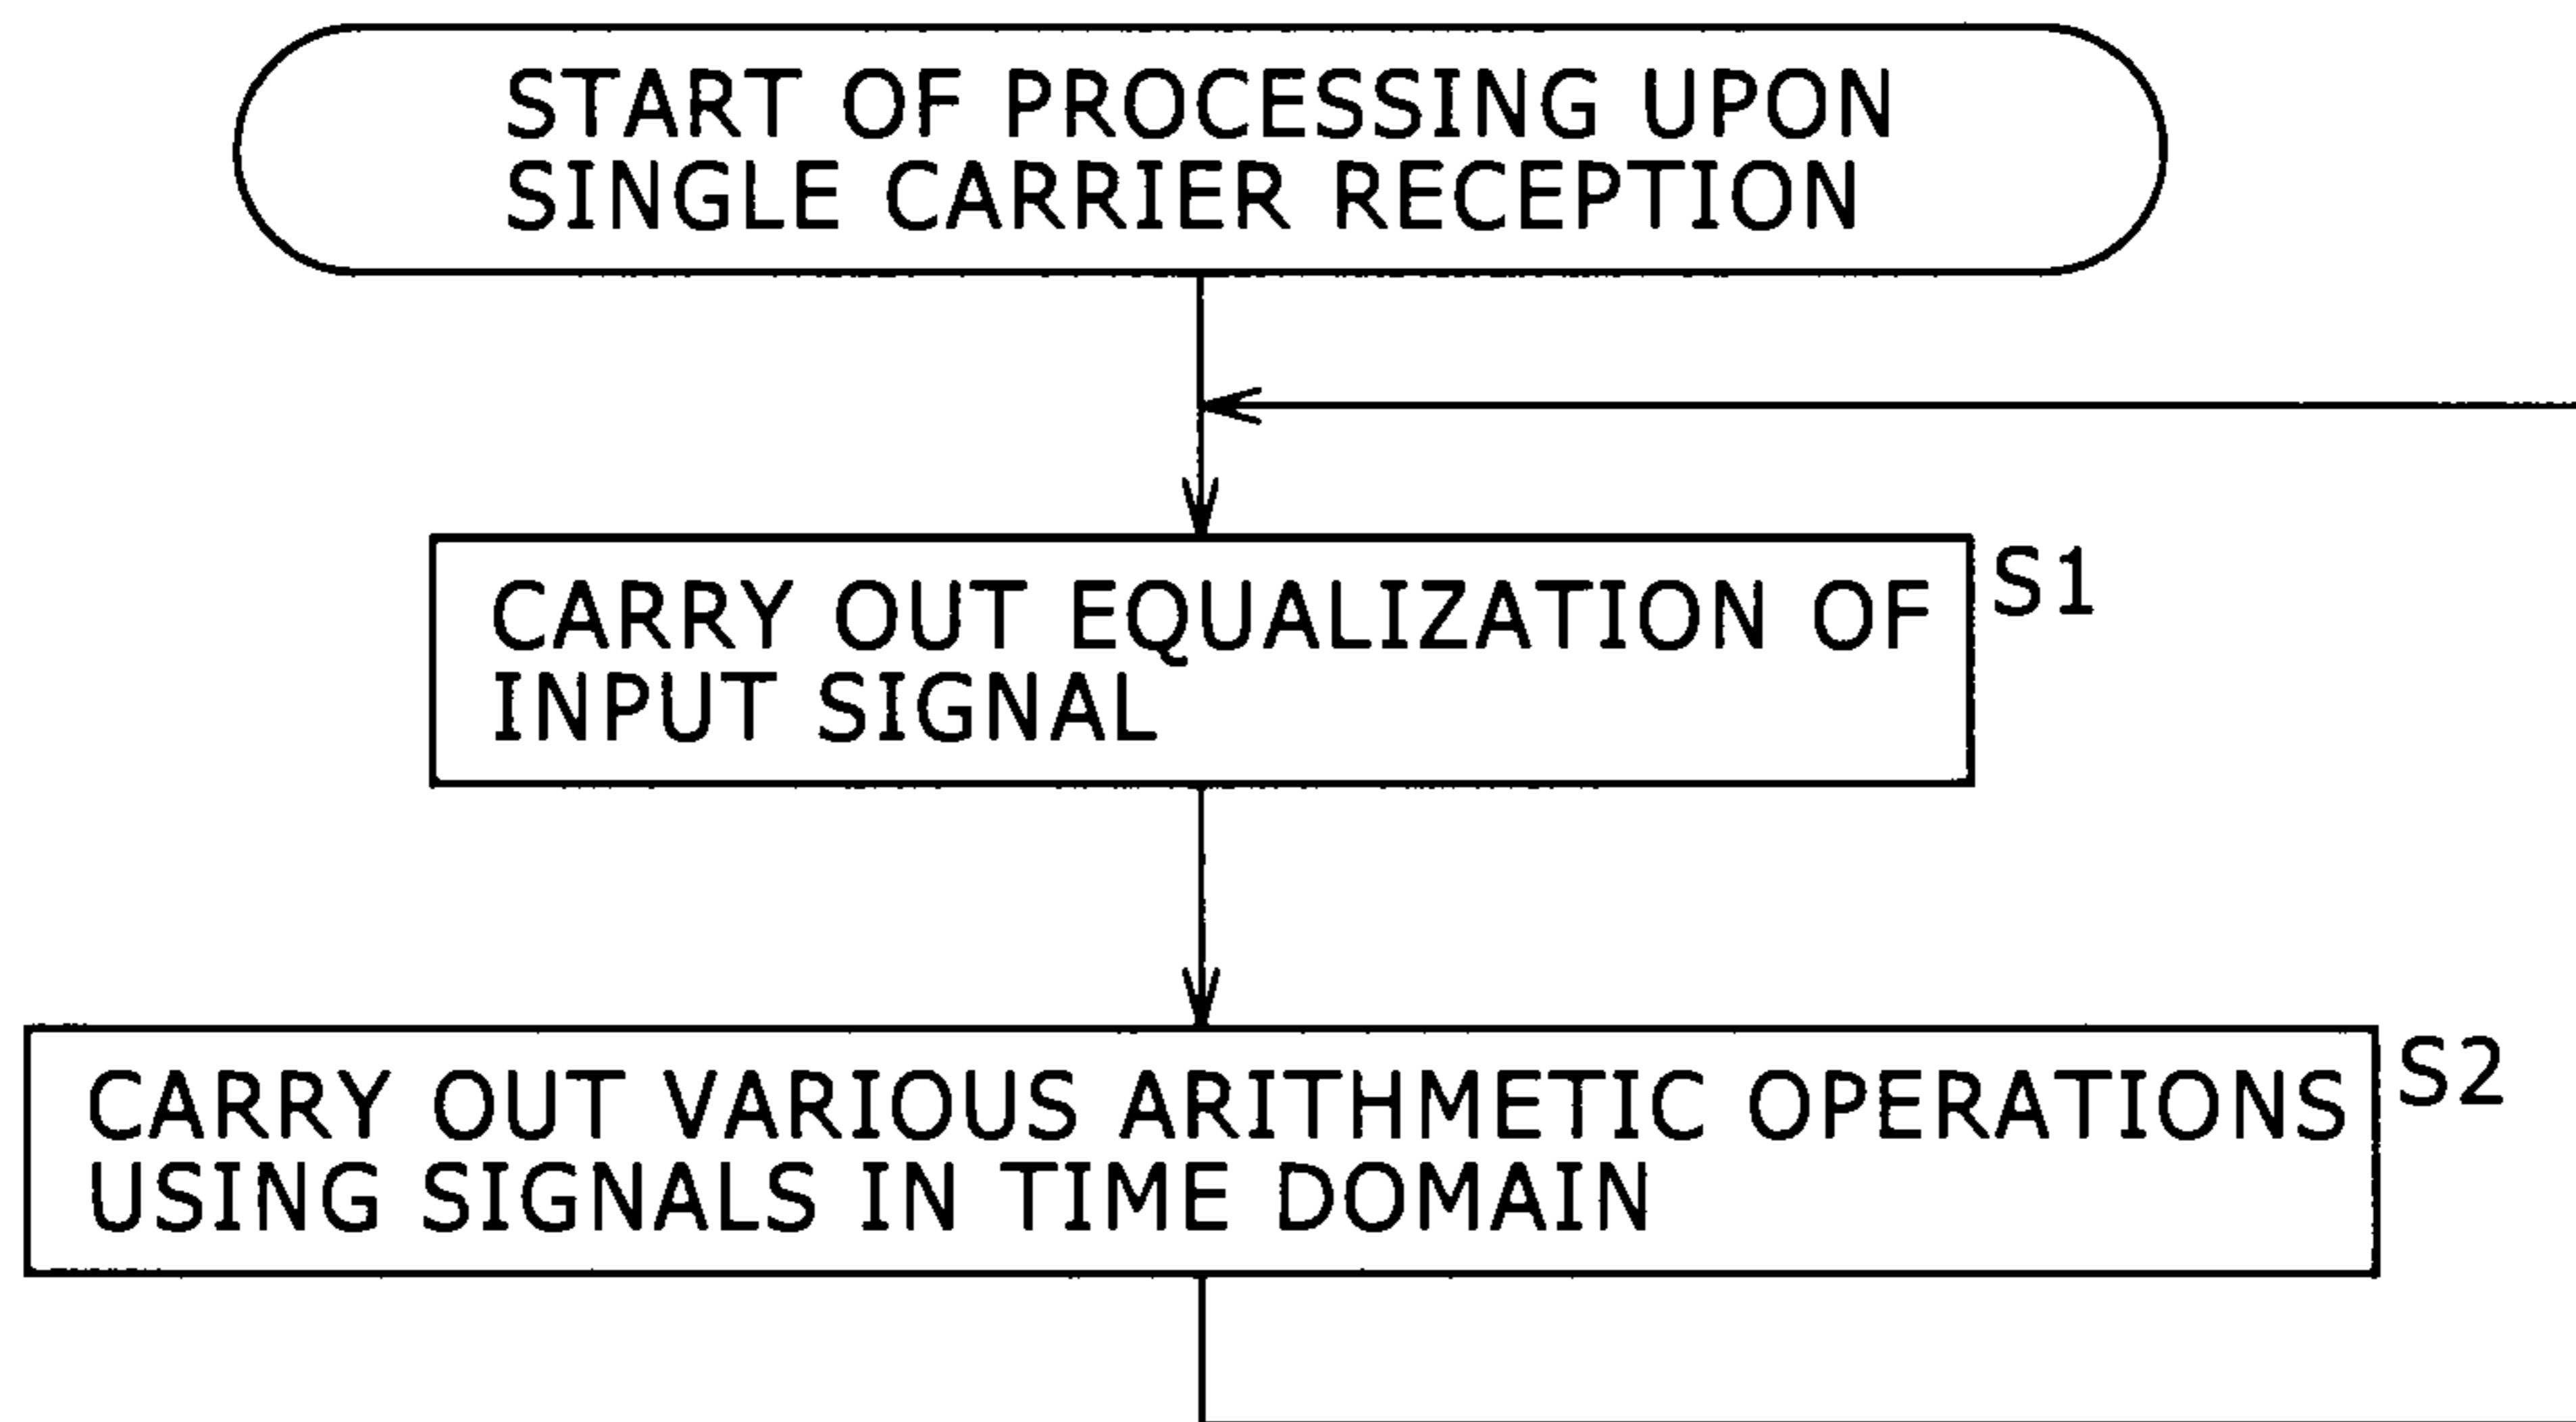 START OF PROCESSING UPON
SINGLE CARRIER RECEPTION
CARRY OUT EQUALIZATION OF
INPUT SIGNAL
S1
CARRY OUT VARIOUS ARITHMETIC OPERATIONS
USING SIGNALS IN TIME DOMAIN
S2